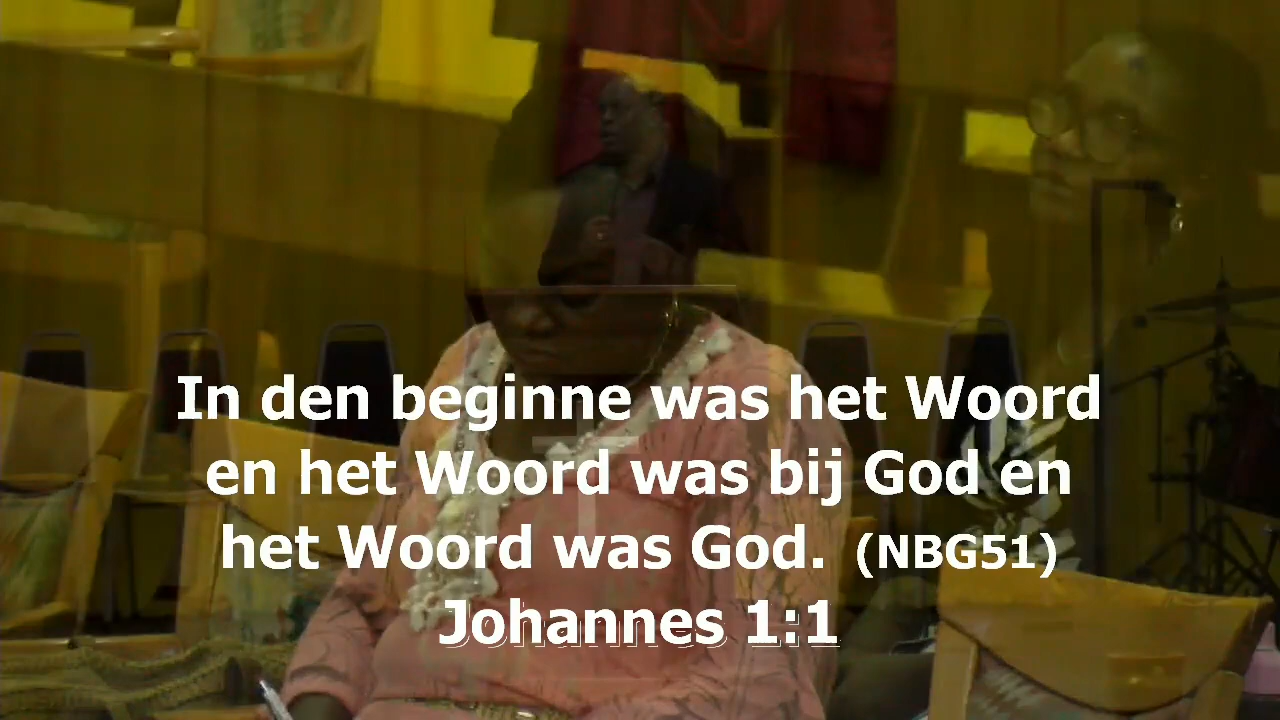 In den beginne was het Woord
en het Woord was bij God en
het Woord was God. (NBG51)
Johannes 1:1